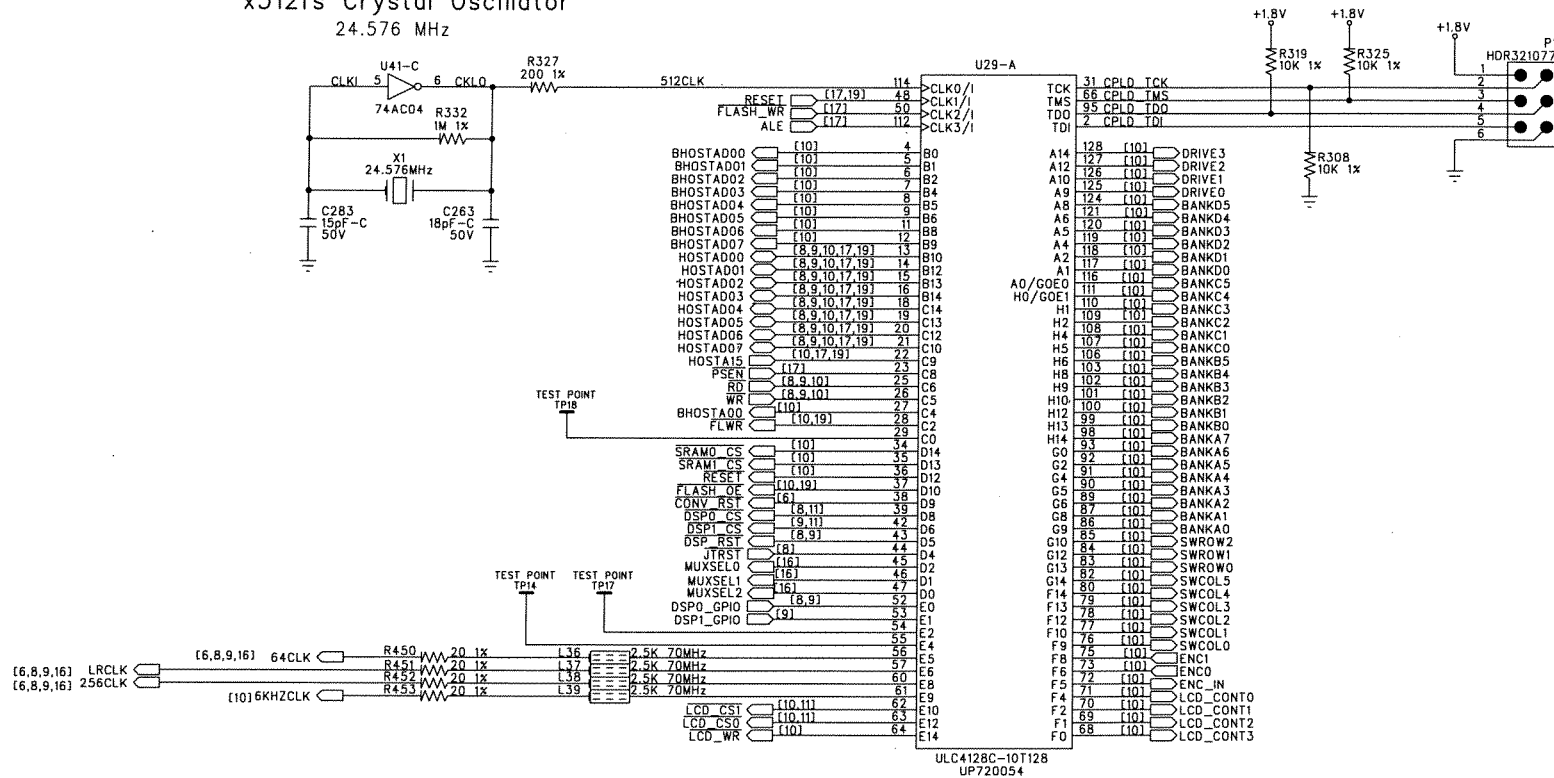 x512fs Crystal Oscillator
24.576 MHz
U41-C
CLKI 5 6 CKLO
74AC04
R327
200 1%
512CLK
R332
1M 1%
X1
24.576MHz
C283
15pF-C
50V
C263
18pF-C
50V
+1.8V
R319
10K 1%
+1.8V
R325
10K 1%
+1.8V
HDR321077
1
2
3
4
5
6
R308
10K 1%
U29-A
114 >CLK0/I
RESET [17,19] 48 >CLK1/I
FLASH_WR [17] 50 >CLK2/I
ALE [17] 112 >CLK3/I
TCK 31 CPLD_TCK
TMS 66 CPLD_TMS
TDO 95 CPLD_TDO
TDI 2 CPLD_TDI
BHOSTAD00 [10] 4 B0
BHOSTAD01 [10] 5 B1
BHOSTAD02 [10] 6 B2
BHOSTAD03 [10] 7 B4
BHOSTAD04 [10] 8 B5
BHOSTAD05 [10] 9 B6
BHOSTAD06 [10] 11 B8
BHOSTAD07 [10] 12 B9
HOSTAD00 [8,9,10,17,19] 13 B10
HOSTAD01 [8,9,10,17,19] 14 B12
HOSTAD02 [8,9,10,17,19] 15 B13
HOSTAD03 [8,9,10,17,19] 16 B14
HOSTAD04 [8,9,10,17,19] 18 C14
HOSTAD05 [8,9,10,17,19] 19 C13
HOSTAD06 [8,9,10,17,19] 20 C12
HOSTAD07 [8,9,10,17,19] 21 C10
HOSTA15 [10,17,19] 22 C9
PSEN [17] 23 C8
RD [8,9,10] 25 C6
WR [8,9,10] 26 C5
BHOSTA00 [10] 27 C4
FLWR [10,19] 28 C2
TEST POINT
TP18
29 C0
SRAM0_CS [10] 34 D14
SRAM1_CS [10] 35 D13
RESET [10] 36 D12
FLASH_OE [10,19] 37 D10
CONV_RST [6] 38 D9
DSP0_CS [8,11] 39 D8
DSP1_CS [9,11] 42 D6
DSP_RST [8,9] 43 D5
JTRST [8] 44 D4
MUXSEL0 [16] 45 D2
MUXSEL1 [16] 46 D1
MUXSEL2 [16] 47 D0
DSP0_GPIO [8,9] 52 E0
DSP1_GPIO [9] 53 E1
TEST POINT
TP14
TEST POINT
TP17
54 E2
55 E4
[6,8,9,16] 64CLK R450 20 1% L36 2.5K 70MHz 56 E5
[6,8,9,16] LRCLK R451 20 1% L37 2.5K 70MHz 57 E6
[6,8,9,16] 256CLK R452 20 1% L38 2.5K 70MHz 60 E8
[10] 6KHZCLK R453 20 1% L39 2.5K 70MHz 61 E9
LCD_CS1 [10,11] 62 E10
LCD_CS0 [10,11] 63 E12
LCD_WR [10] 64 E14
A14 128 [10] DRIVE3
A12 127 [10] DRIVE2
A10 126 [10] DRIVE1
A9 125 [10] DRIVE0
A8 124 [10] BANKD5
A6 121 [10] BANKD4
A5 120 [10] BANKD3
A4 119 [10] BANKD2
A2 118 [10] BANKD1
A1 117 [10] BANKD0
A0/GOE0 116 [10] BANKC5
H0/GOE1 111 [10] BANKC4
H1 110 [10] BANKC3
H2 109 [10] BANKC2
H4 108 [10] BANKC1
H5 107 [10] BANKC0
H6 106 [10] BANKB5
H8 103 [10] BANKB4
H9 102 [10] BANKB3
H10 101 [10] BANKB2
H12 100 [10] BANKB1
H13 99 [10] BANKB0
H14 98 [10] BANKA7
G0 93 [10] BANKA6
G2 92 [10] BANKA5
G4 91 [10] BANKA4
G5 90 [10] BANKA3
G6 89 [10] BANKA2
G8 87 [10] BANKA1
G9 86 [10] BANKA0
G10 85 [10] SWROW2
G12 84 [10] SWROW1
G13 83 [10] SWROW0
G14 82 [10] SWCOL5
F14 80 [10] SWCOL4
F13 79 [10] SWCOL3
F12 78 [10] SWCOL2
F10 77 [10] SWCOL1
F9 76 [10] SWCOL0
F8 75 [10] ENC1
F6 73 [10] ENC0
F5 72 [10] ENC_IN
F4 71 [10] LCD_CONT0
F2 70 [10] LCD_CONT1
F1 69 [10] LCD_CONT2
F0 68 [10] LCD_CONT3
ULC4128C-10T128
UP720054